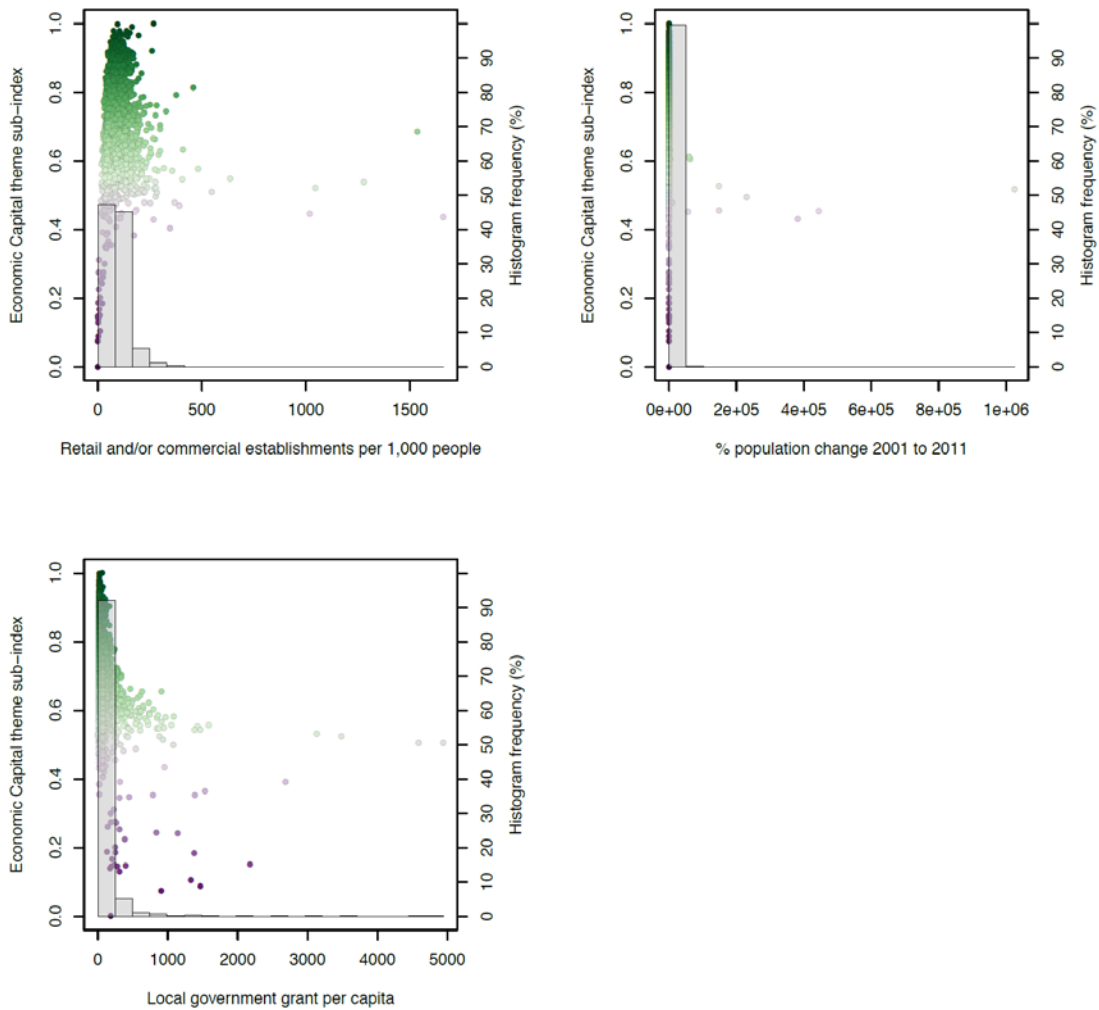 Economic Capital theme sub−index
0.0 0.2 0.4 0.6 0.8 1.0
0 10 20 30 40 50 60 70 80 90
Histogram frequency (%)
0 500 1000 1500
Retail and/or commercial establishments per 1,000 people
Economic Capital theme sub−index
0.0 0.2 0.4 0.6 0.8 1.0
0 10 20 30 40 50 60 70 80 90
Histogram frequency (%)
0e+00 2e+05 4e+05 6e+05 8e+05 1e+06
% population change 2001 to 2011
Economic Capital theme sub−index
0.0 0.2 0.4 0.6 0.8 1.0
0 10 20 30 40 50 60 70 80 90
Histogram frequency (%)
0 1000 2000 3000 4000 5000
Local government grant per capita